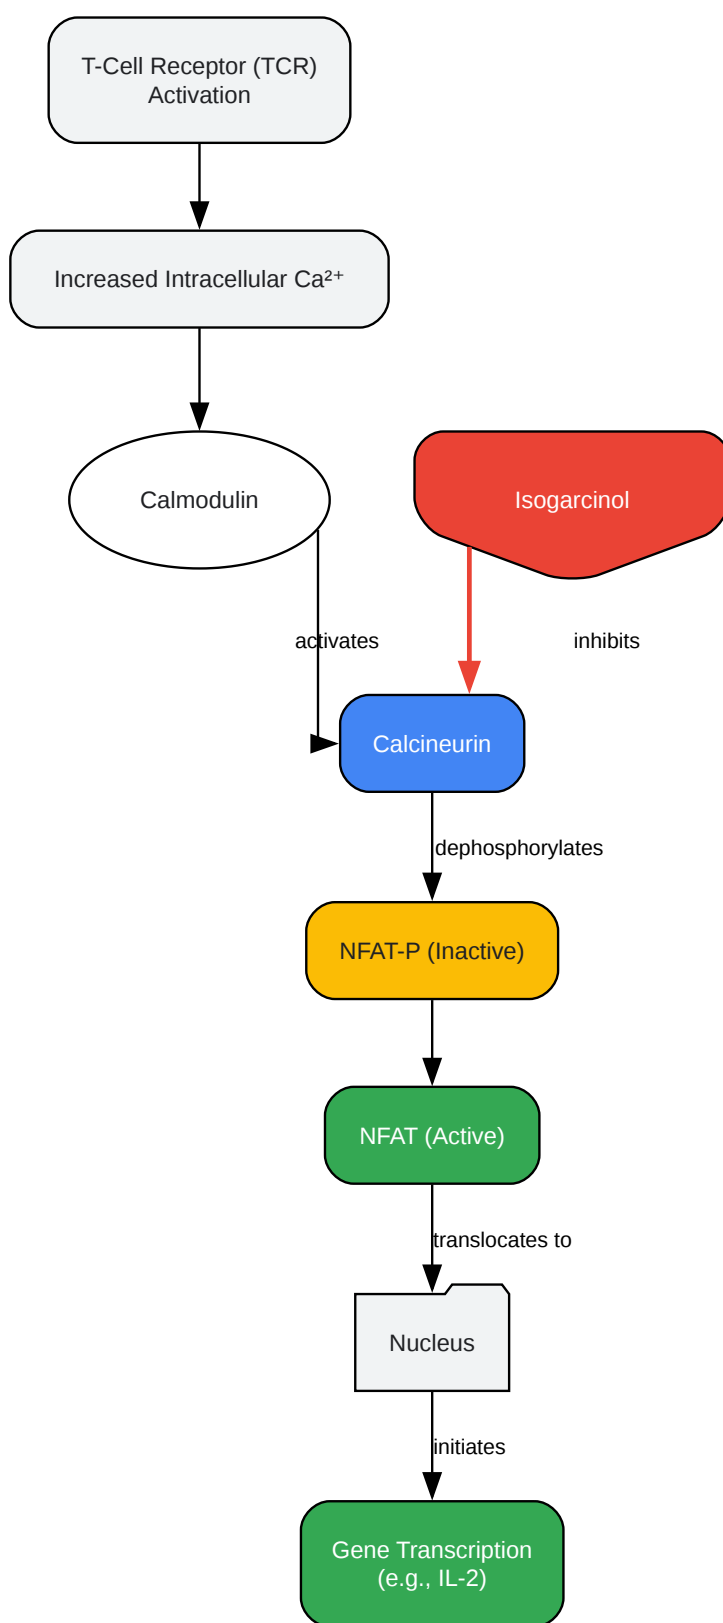 T-Cell Receptor (TCR)
Activation
Increased Intracellular Ca²⁺
Calmodulin
Isogarcinol
activates
inhibits
Calcineurin
dephosphorylates
NFAT-P (Inactive)
NFAT (Active)
translocates to
Nucleus
initiates
Gene Transcription
(e.g., IL-2)